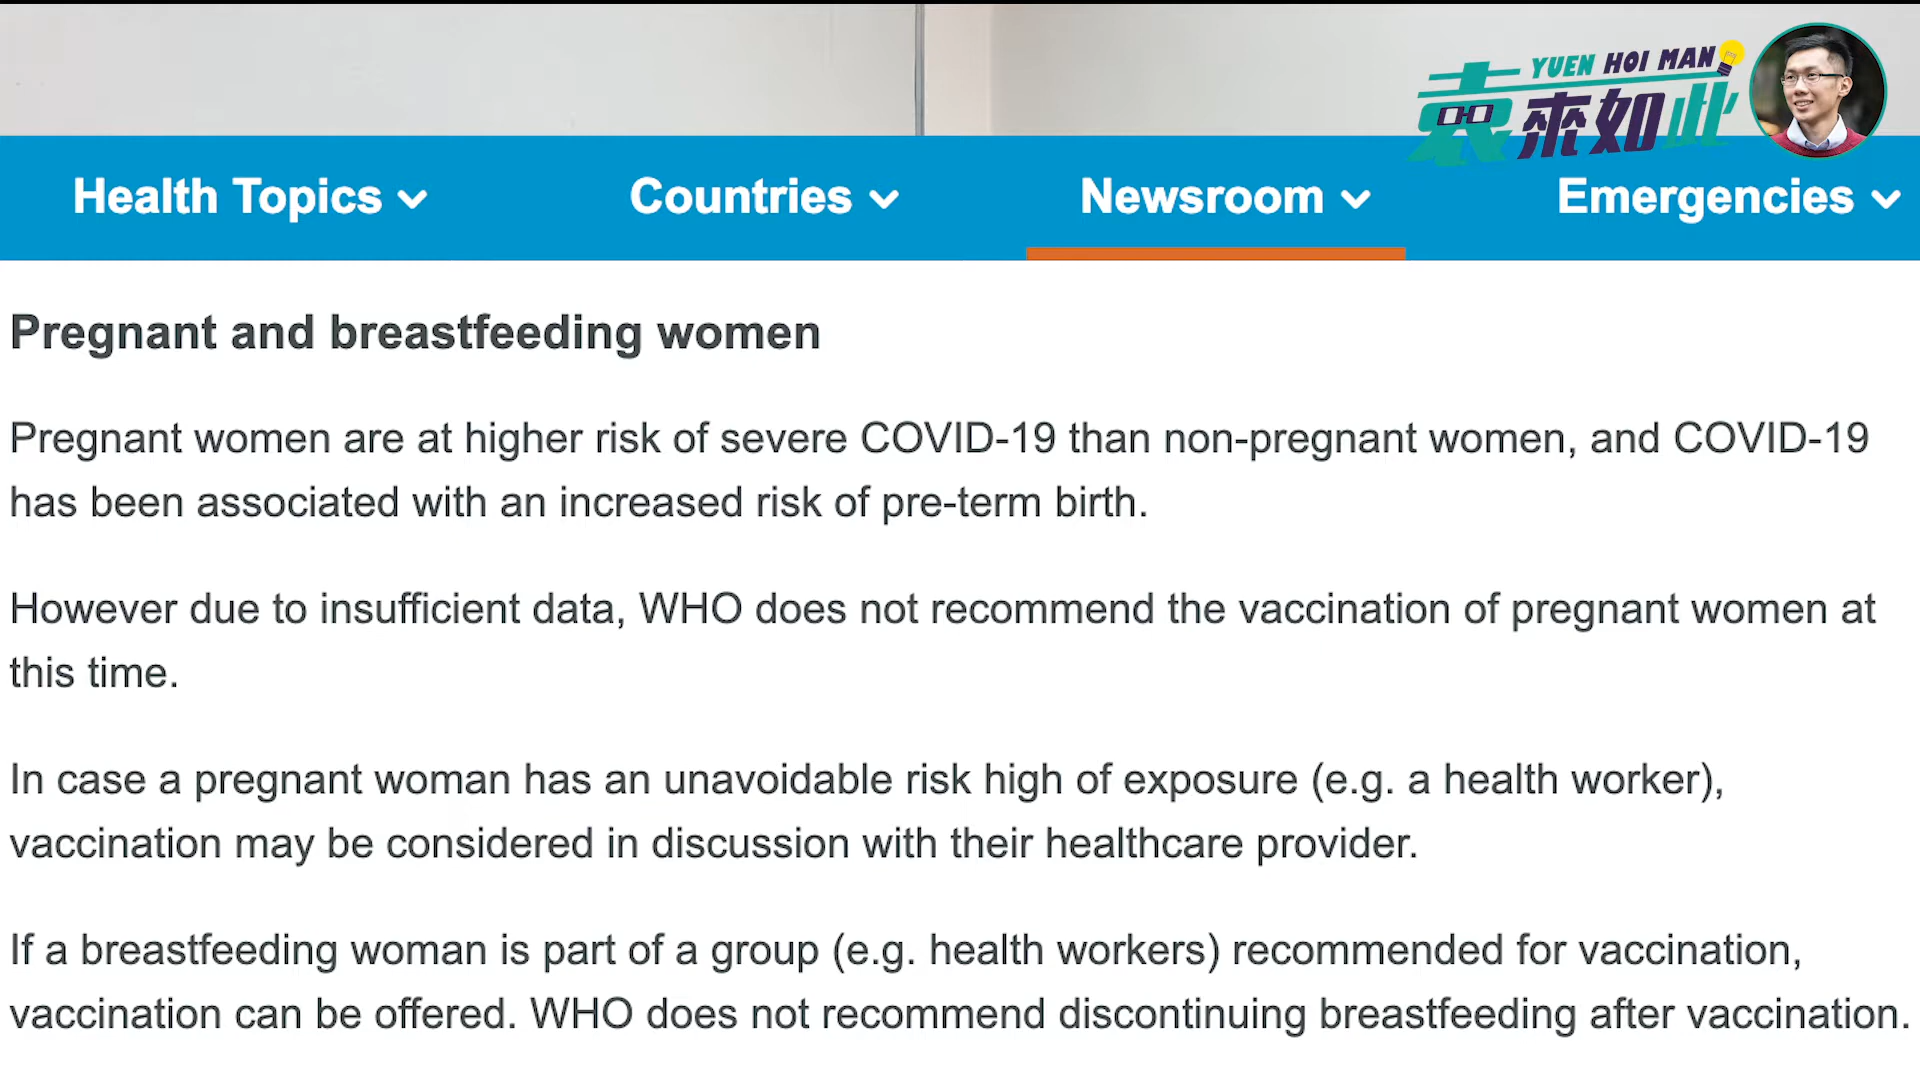 YUEN HOI MAN
袁來如此
Health Topics
Countries
Newsroom
Emergencies
Pregnant and breastfeeding women
Pregnant women are at higher risk of severe COVID-19 than non-pregnant women, and COVID-19
has been associated with an increased risk of pre-term birth.
However due to insufficient data, WHO does not recommend the vaccination of pregnant women at
this time.
In case a pregnant woman has an unavoidable risk high of exposure (e.g. a health worker),
vaccination may be considered in discussion with their healthcare provider.
If a breastfeeding woman is part of a group (e.g. health workers) recommended for vaccination,
vaccination can be offered. WHO does not recommend discontinuing breastfeeding after vaccination.